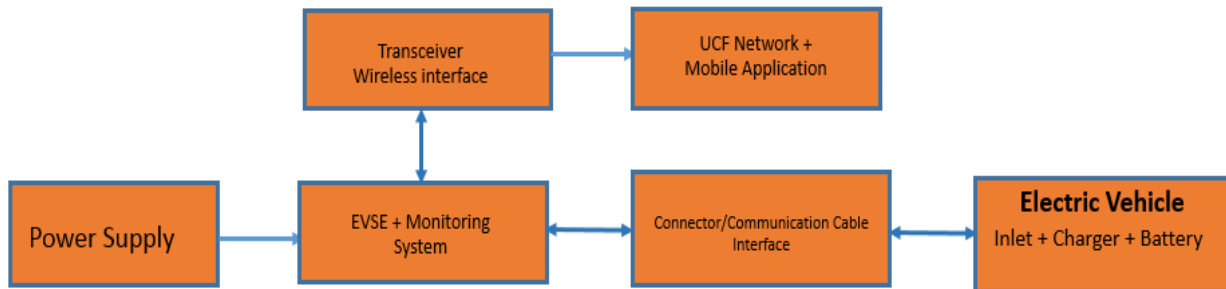 Transceiver
Wireless interface
UCF Network +
Mobile Application
Power Supply
EVSE + Monitoring
System
Connector/Communication Cable
Interface
Electric Vehicle
Inlet + Charger + Battery